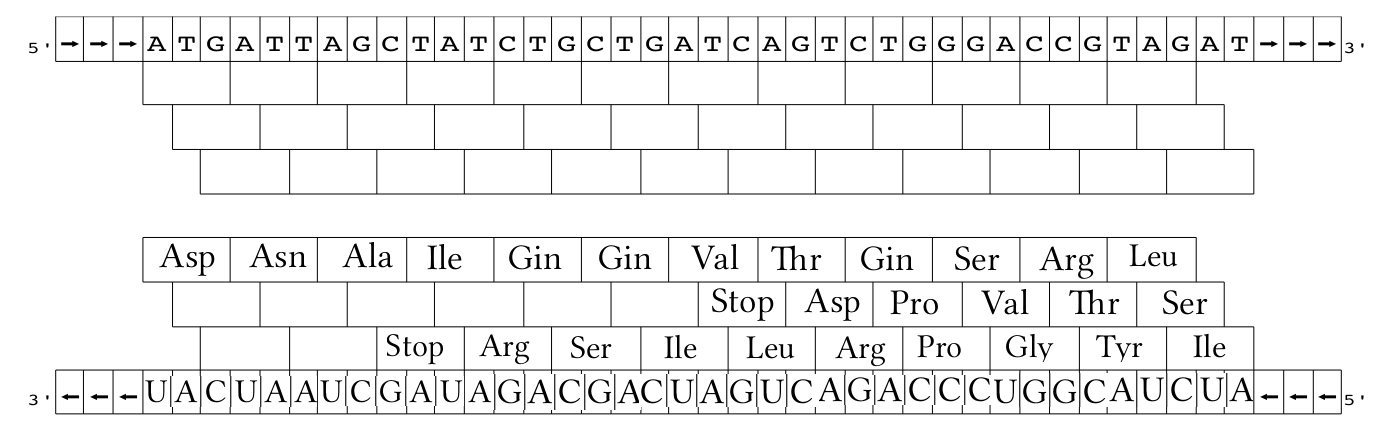 5' → → → A T G A T T A G C T A T C T G C T G A T C A G T C T G G G A C C G T A G A T → → → 3'
Asp Asn Ala Ile Gin Gin Val Thr Gin Ser Arg Leu
Stop Asp Pro Val Thr Ser
Stop Arg Ser Ile Leu Arg Pro Gly Tyr Ile
3' ← ← ← U A C U A A U C G A U A G A C G A C U A G U C A G A C C C U G G C A U C U A ← ← ← 5'